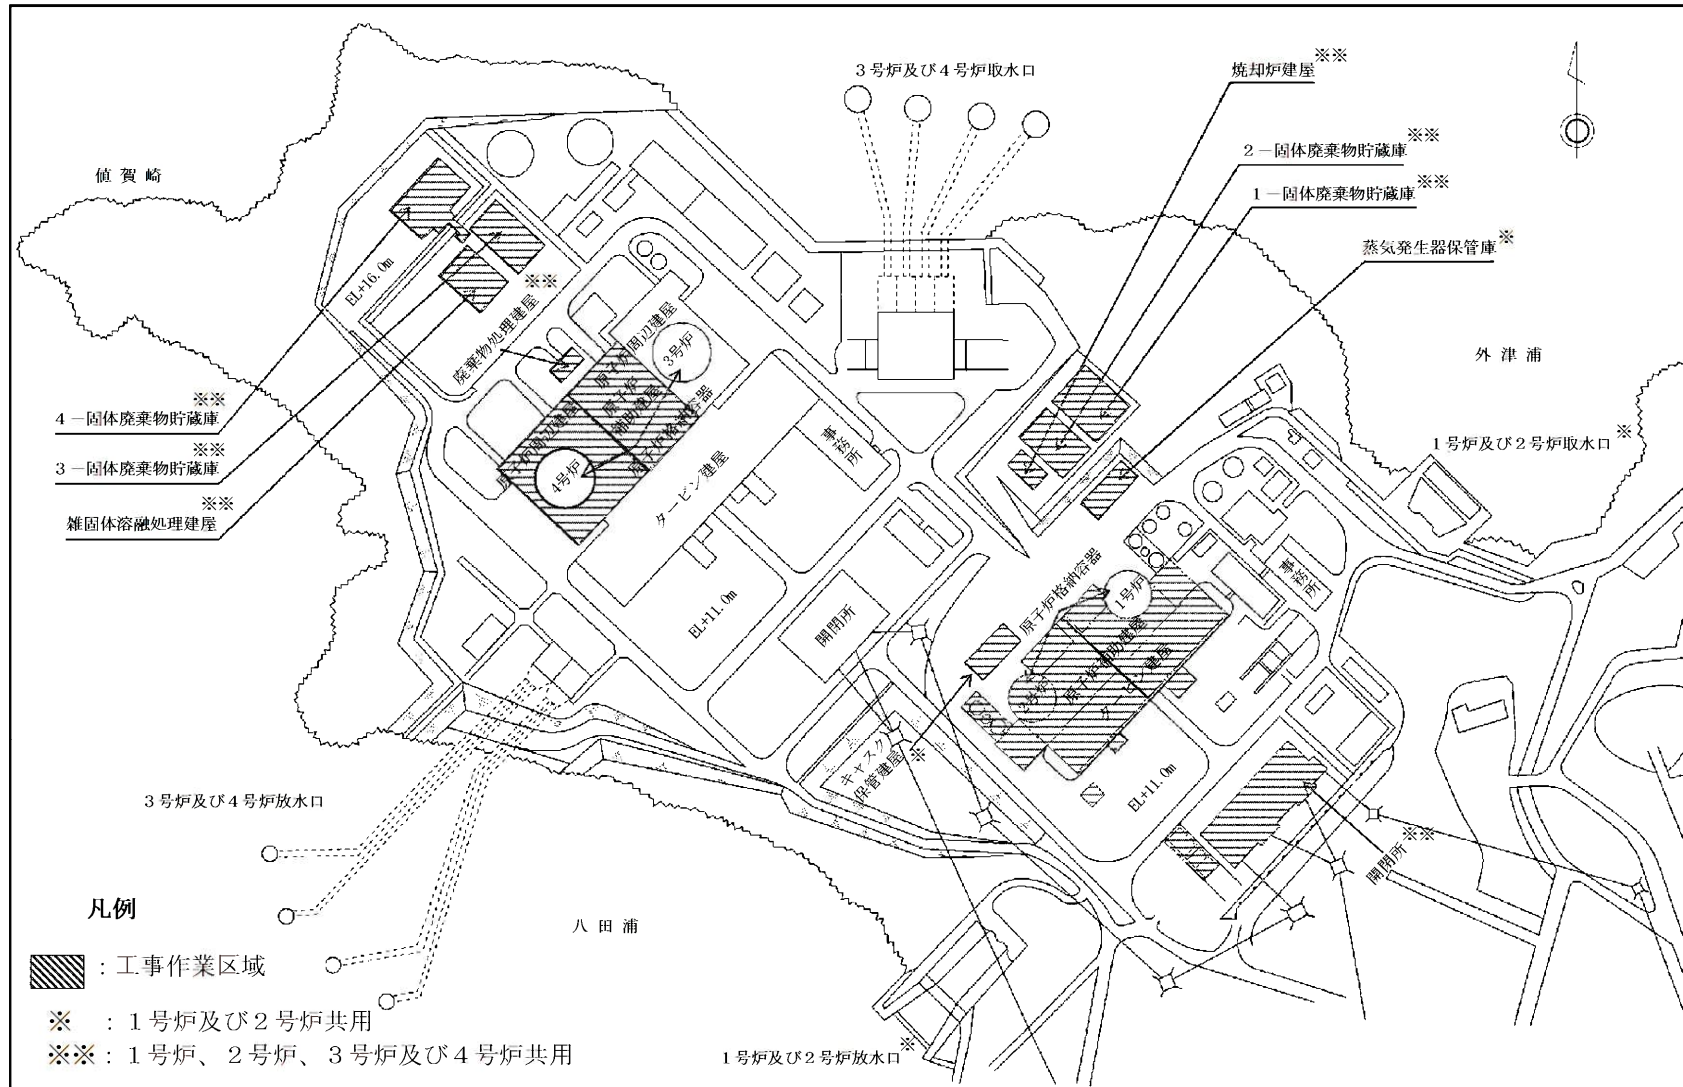 3号炉及び4号炉取水口
焼却炉建屋※※
2－固体廃棄物貯蔵庫※※
1－固体廃棄物貯蔵庫※※
蒸気発生器保管庫※
値賀崎
外津浦
EL+16.0m
廃棄物処理建屋※※
原子炉周辺建屋
3号炉
原子炉
補助建屋
原子炉周辺建屋
原子炉格納容器
4号炉
タービン建屋
事務所
4－固体廃棄物貯蔵庫※※
3－固体廃棄物貯蔵庫※※
雑固体溶融処理建屋※※
1号炉及び2号炉取水口※
EL+11.0m
開閉所
原子炉格納容器
1号炉
事務所
2号炉
原子炉補助建屋
タービン建屋
キャスク
保管建屋※
EL+11.0m
開閉所※※
3号炉及び4号炉放水口
八田浦
1号炉及び2号炉放水口※
凡例
：工事作業区域
※ ：1号炉及び2号炉共用
※※：1号炉、2号炉、3号炉及び4号炉共用